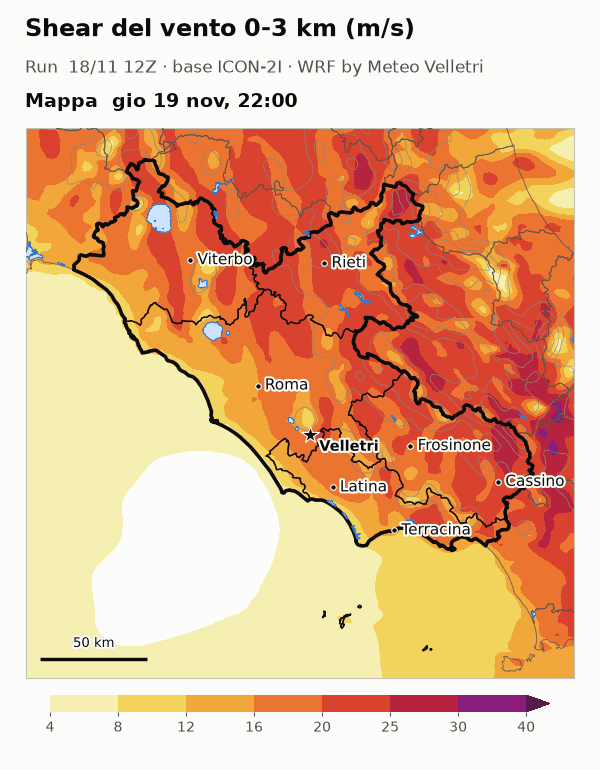 Shear del vento 0-3 km (m/s)
Run  18/11 12Z · base ICON-2I · WRF by Meteo Velletri
Mappa  gio 19 nov, 22:00
Viterbo
Rieti
Roma
Velletri
Frosinone
Latina
Cassino
Terracina
50 km
4 8 12 16 20 25 30 40